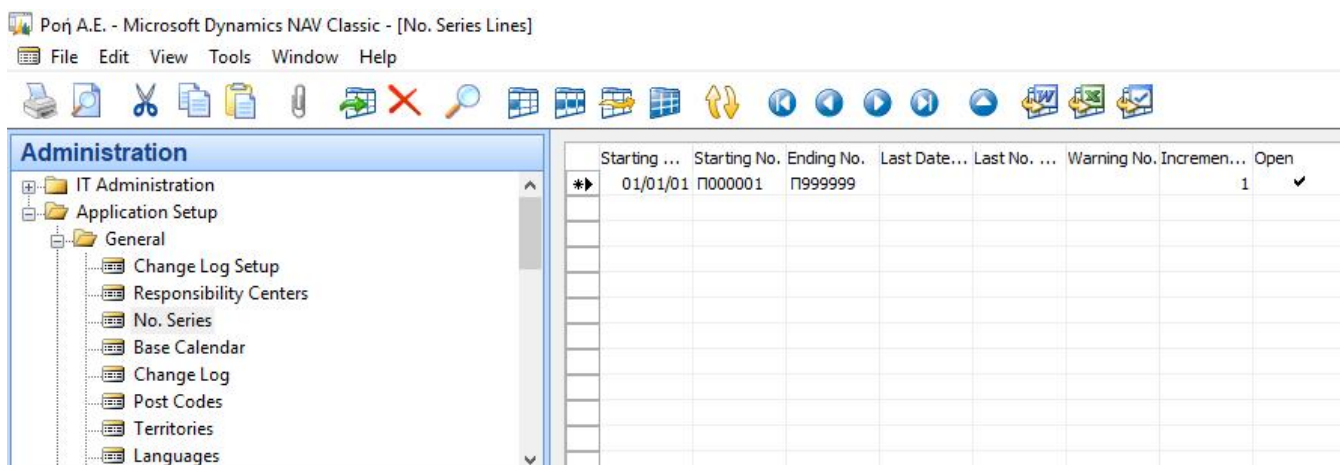 Ροή Α.Ε. - Microsoft Dynamics NAV Classic - [No. Series Lines]
File Edit View Tools Window Help
Administration
IT Administration
Application Setup
General
Change Log Setup
Responsibility Centers
No. Series
Base Calendar
Change Log
Post Codes
Territories
Languages
Starting ... Starting No. Ending No. Last Date... Last No. ... Warning No. Incremen... Open
01/01/01 Π000001 Π999999 1